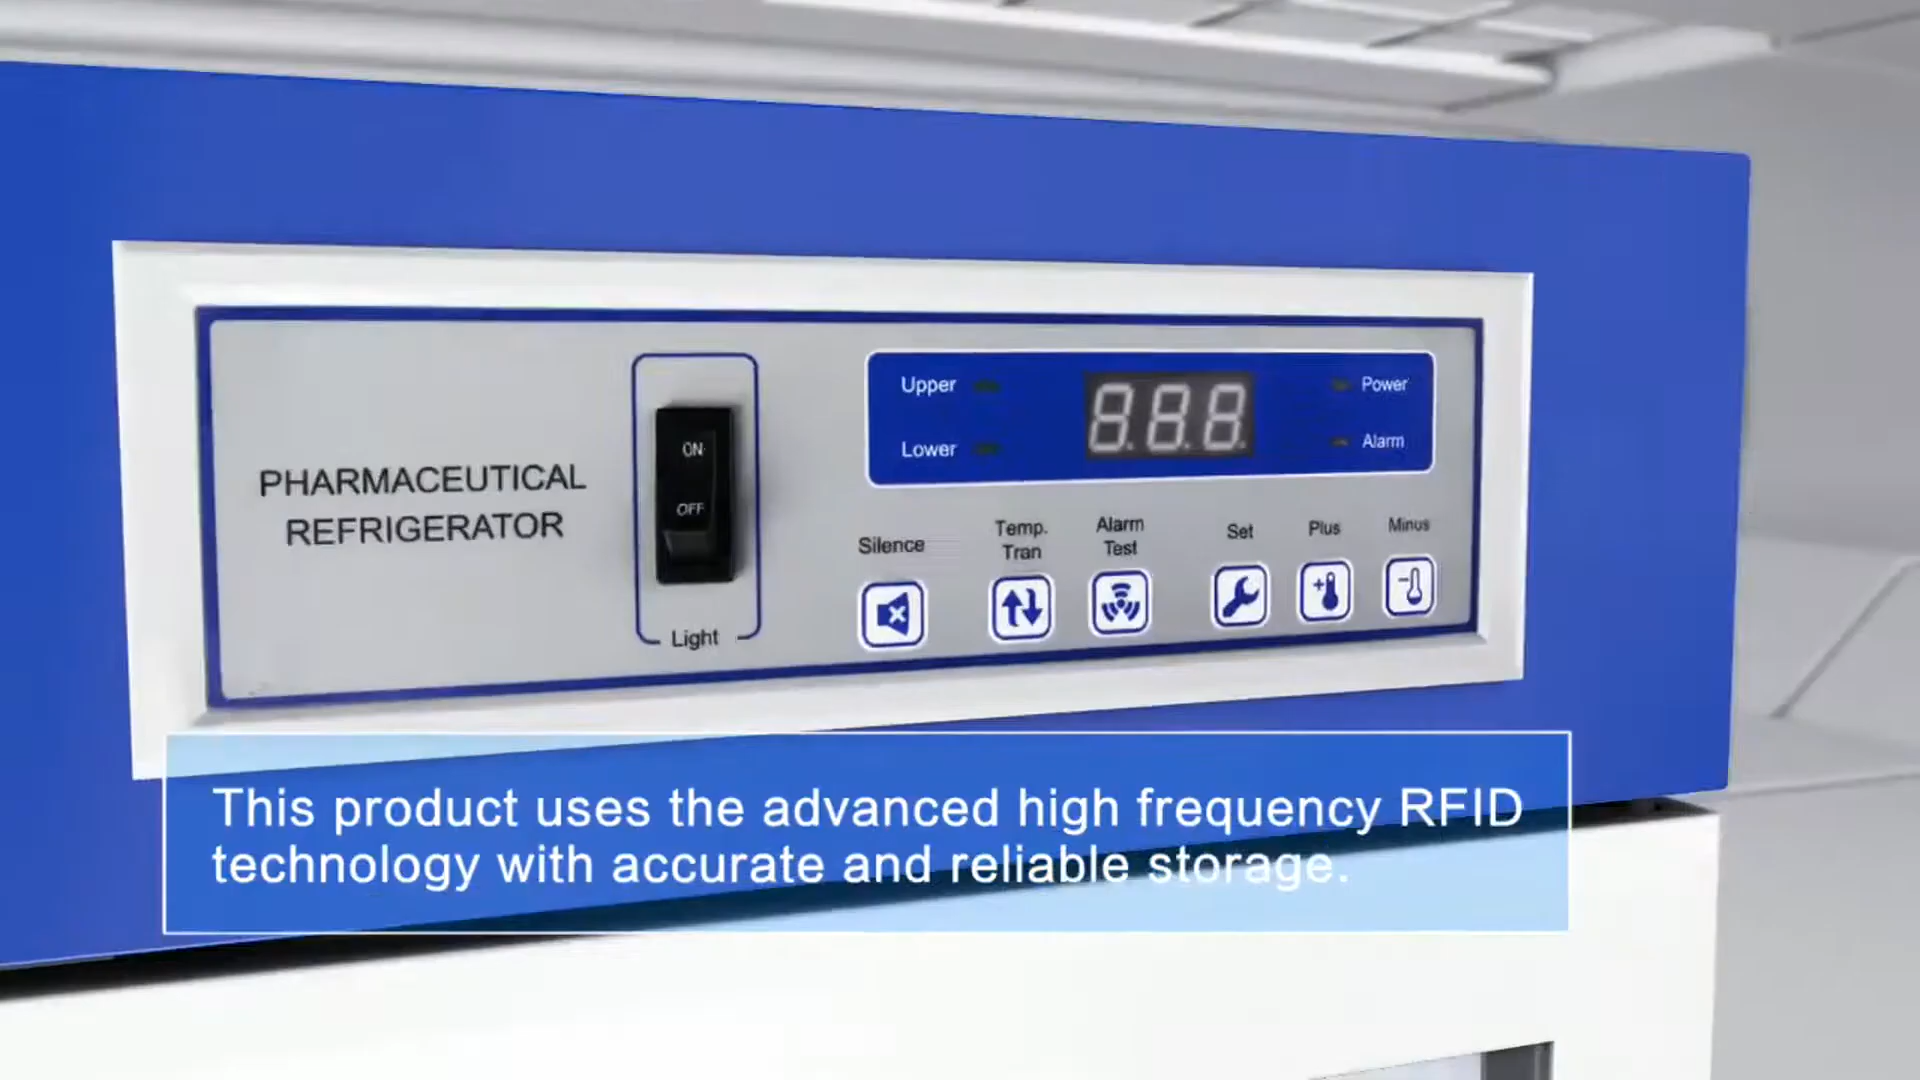 PHARMACEUTICAL
REFRIGERATOR
ON
OFF
Light
Upper
Lower
8.8.8.
Power
Alarm
Silence
Temp.
Tran
Alarm
Test
Set
Plus
Minus
This product uses the advanced high frequency RFID
technology with accurate and reliable storage.